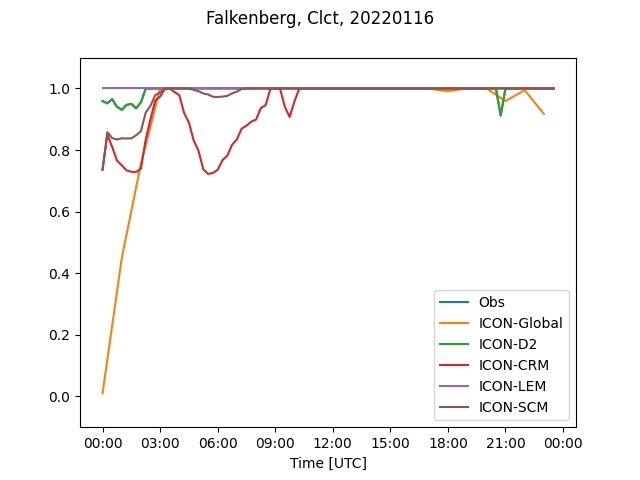 Falkenberg, Clct, 20220116
1.0
0.8
0.6
0.4
0.2
0.0
Obs
ICON-Global
ICON-D2
ICON-CRM
ICON-LEM
ICON-SCM
00:00 03:00 06:00 09:00 12:00 15:00 18:00 21:00 00:00
Time [UTC]